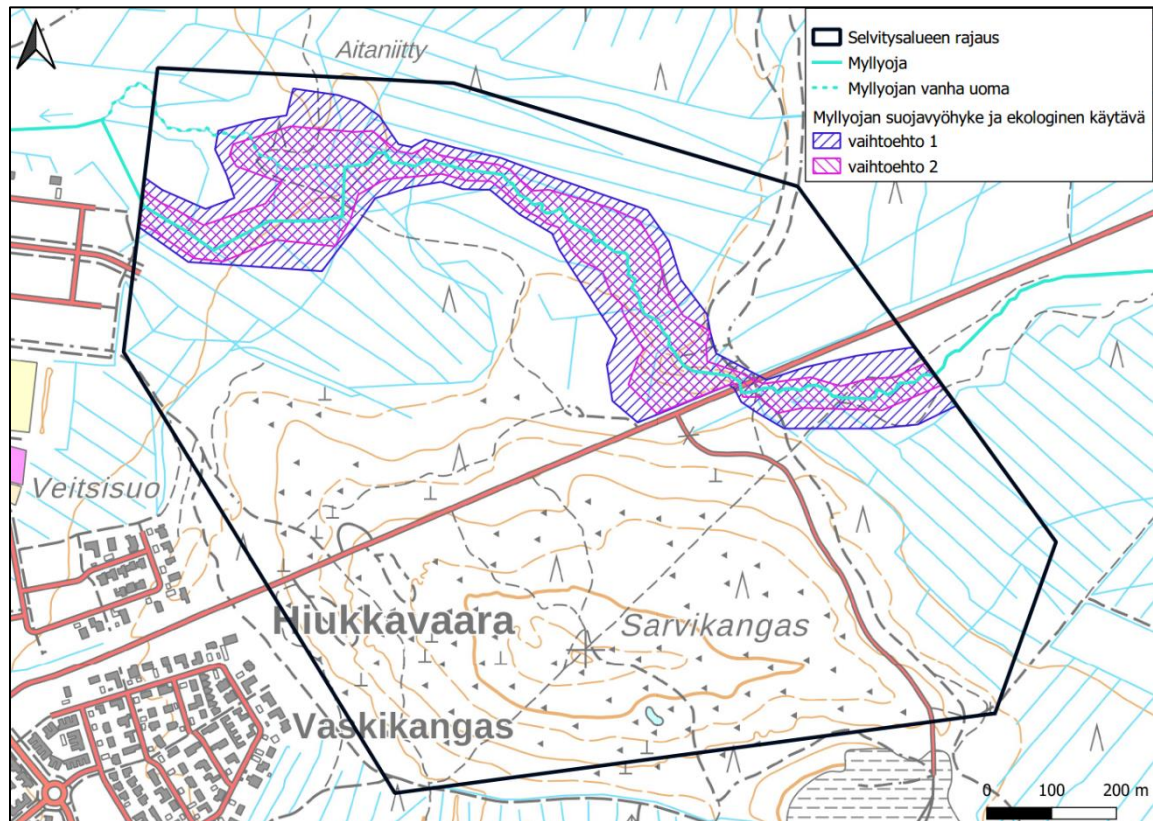 Aitaniitty
Selvitysalueen rajaus
Myllyoja
Myllyojan vanha uoma
Myllyojan suojavyöhyke ja ekologinen käytävä
vaihtoehto 1
vaihtoehto 2
Veitsisuo
Hiukkavaara
Sarvikangas
Vaskikangas
0 100 200 m